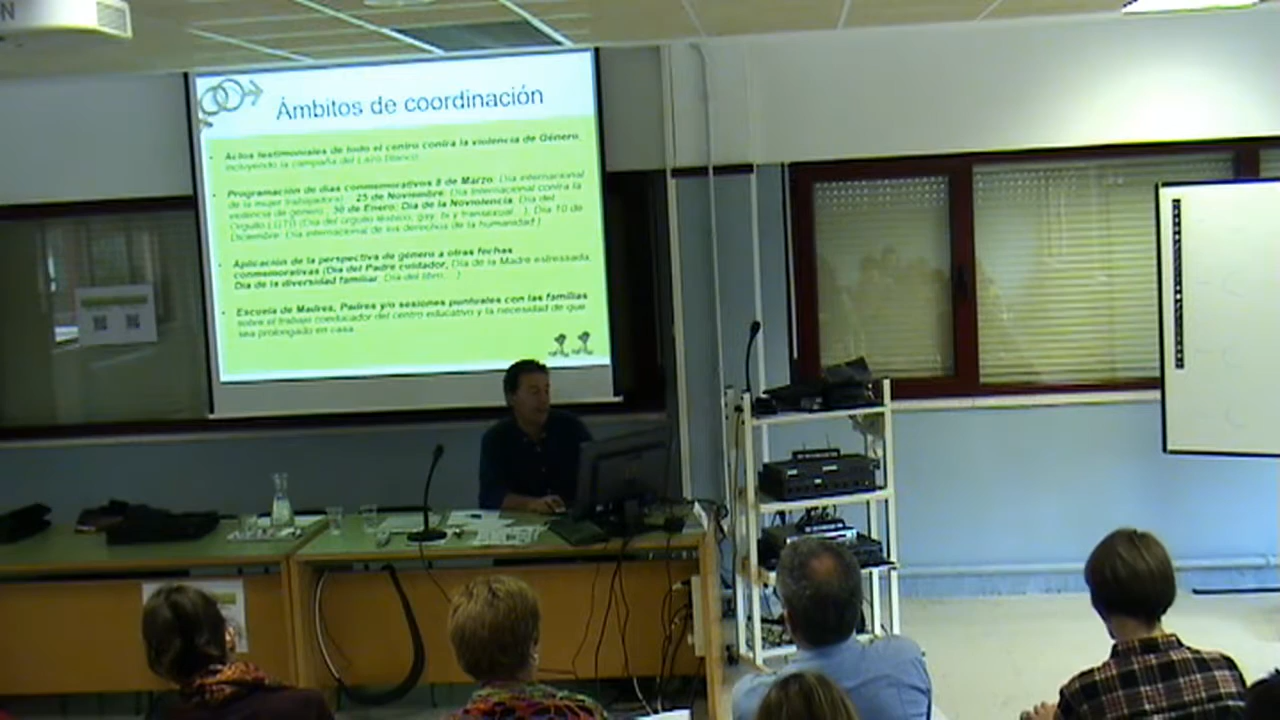 N
Ámbitos de coordinación
Actos testimoniales de todo el centro contra la violencia de Género,
incluyendo la campaña del Lazo Blanco.
Programación de días conmemorativos 8 de Marzo: Día internacional
de la mujer trabajadora) , 25 de Noviembre: Día Internacional contra la
violencia de género , 30 de Enero: Día de la Noviolencia, Día del
Orgullo LGTB (Día del orgullo lésbico, gay, bx y transexual...), Día 10 de
Diciembre: Día internacional de los derechos de la humanidad.)
Aplicación de la perspectiva de género a otras fechas
conmemorativas (Día del Padre cuidador, Día de la Madre estresada,
Día de la diversidad familiar, Día del libro,...)
Escuela de Madres, Padres y/o sesiones puntuales con las familias
sobre el trabajo coeducador del centro educativo y la necesidad de que
sea prolongado en casa.